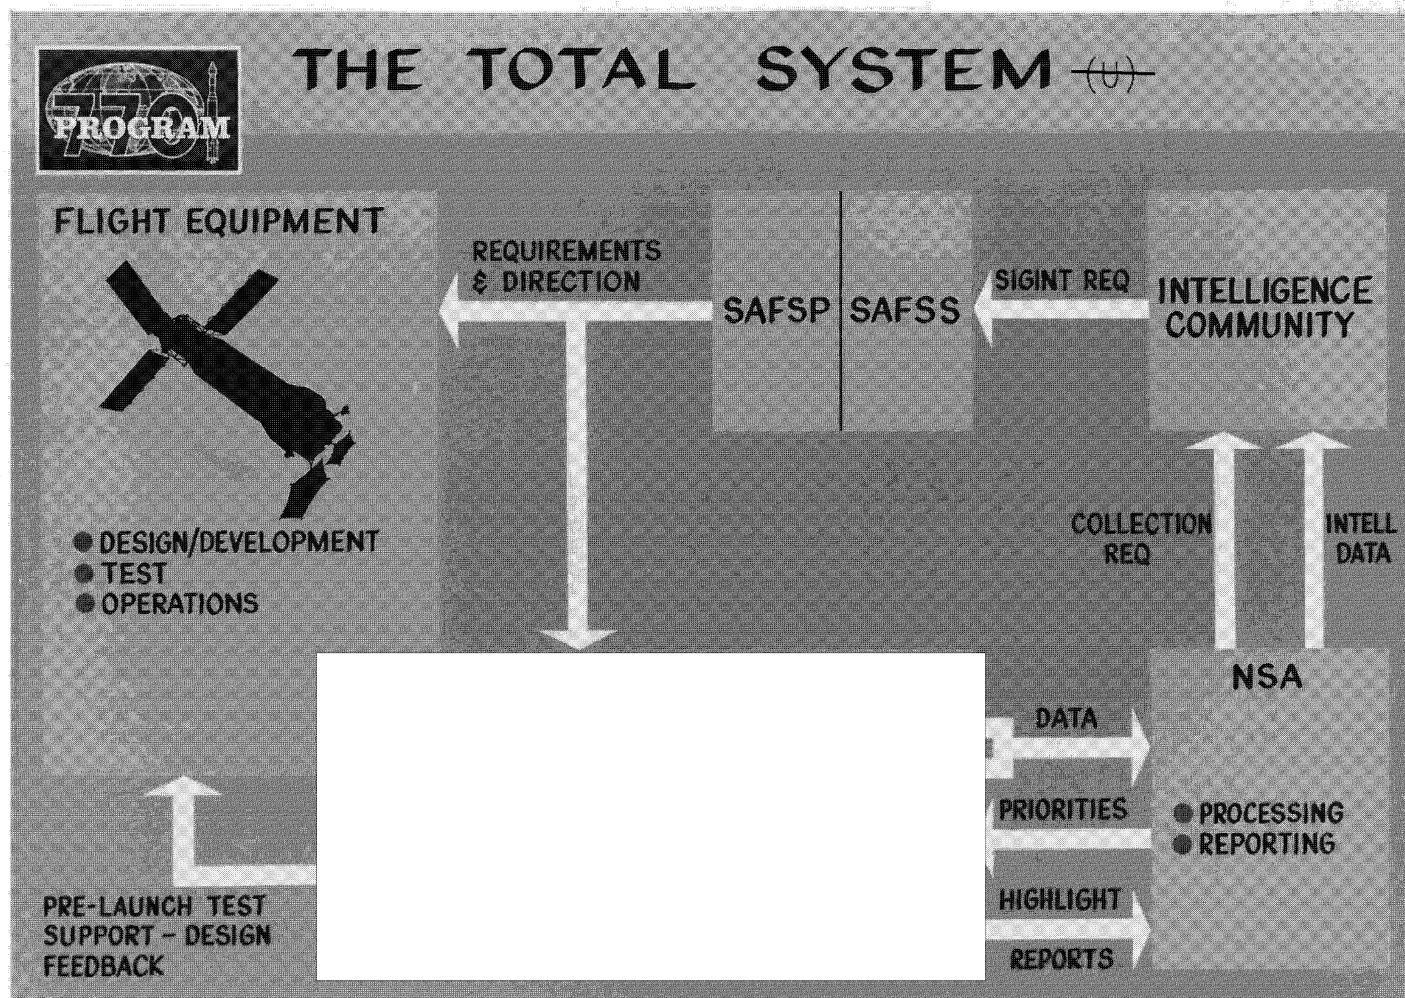 THE TOTAL SYSTEM (U)
770
PROGRAM
FLIGHT EQUIPMENT
● DESIGN/DEVELOPMENT
● TEST
● OPERATIONS
REQUIREMENTS
& DIRECTION
SAFSP SAFSS
SIGINT REQ
INTELLIGENCE
COMMUNITY
COLLECTION
REQ
INTELL
DATA
NSA
DATA
PRIORITIES
● PROCESSING
● REPORTING
HIGHLIGHT
REPORTS
PRE-LAUNCH TEST
SUPPORT - DESIGN
FEEDBACK